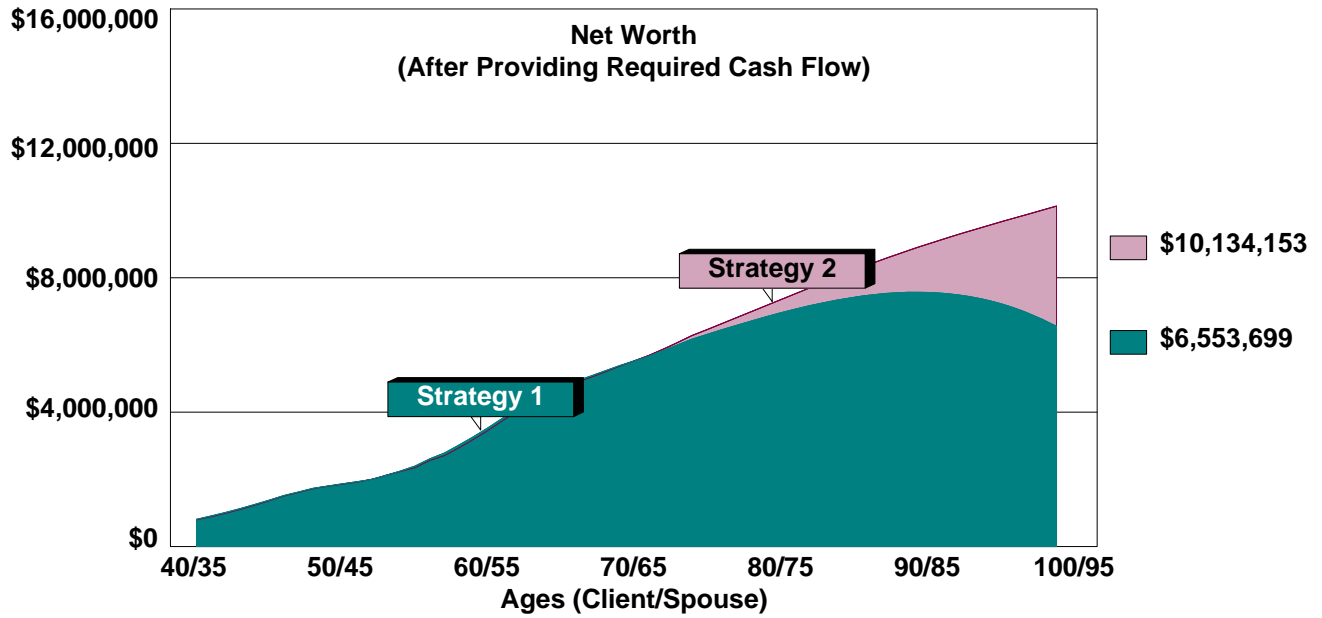 $16,000,000
Net Worth
(After Providing Required Cash Flow)
$12,000,000
$10,134,153
$8,000,000
Strategy 2
$6,553,699
$4,000,000
Strategy 1
$0
40/35 50/45 60/55 70/65 80/75 90/85 100/95
Ages (Client/Spouse)